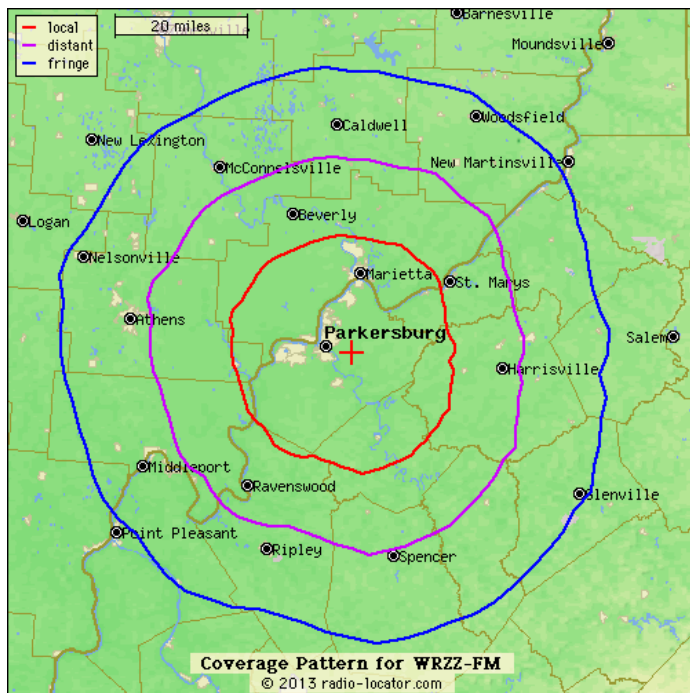 local
distant
fringe
20 miles
Barnesville
Moundsville
Woodsfield
Caldwell
New Lexington
McConnelsville
New Martinsville
Beverly
Logan
Nelsonville
Marietta
St. Marys
Athens
Parkersburg
Salem
Harrisville
Middleport
Ravenswood
Glenville
Point Pleasant
Ripley
Spencer
Coverage Pattern for WRZZ-FM
© 2013 radio-locator.com